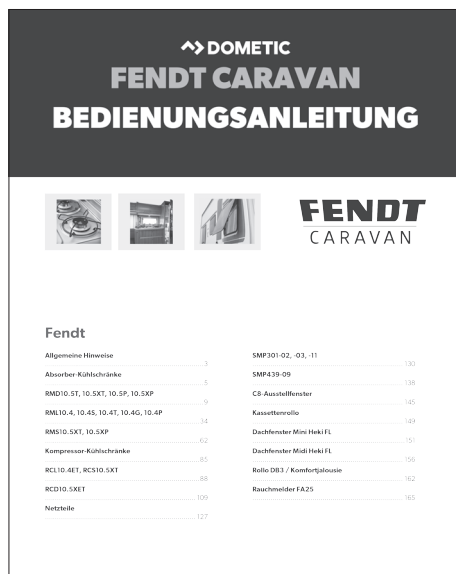 DOMETIC
FENDT CARAVAN
BEDIENUNGSANLEITUNG
FENDT
CARAVAN
Fendt
Allgemeine Hinweise
3
Absorber-Kühlschränke
5
RMD10.5T, 10.5XT, 10.5P, 10.5XP
9
RML10.4, 10.4S, 10.4T, 10.4G, 10.4P
34
RMS10.5XT, 10.5XP
62
Kompressor-Kühlschränke
85
RCL10.4ET, RCS10.5XT
88
RCD10.5XET
109
Netzteile
127
SMP301-02, -03, -11
130
SMP439-09
138
C8-Ausstellfenster
145
Kassettenrollo
149
Dachfenster Mini Heki FL
151
Dachfenster Midi Heki FL
156
Rollo DB3 / Komfortjalousie
162
Rauchmelder FA25
165